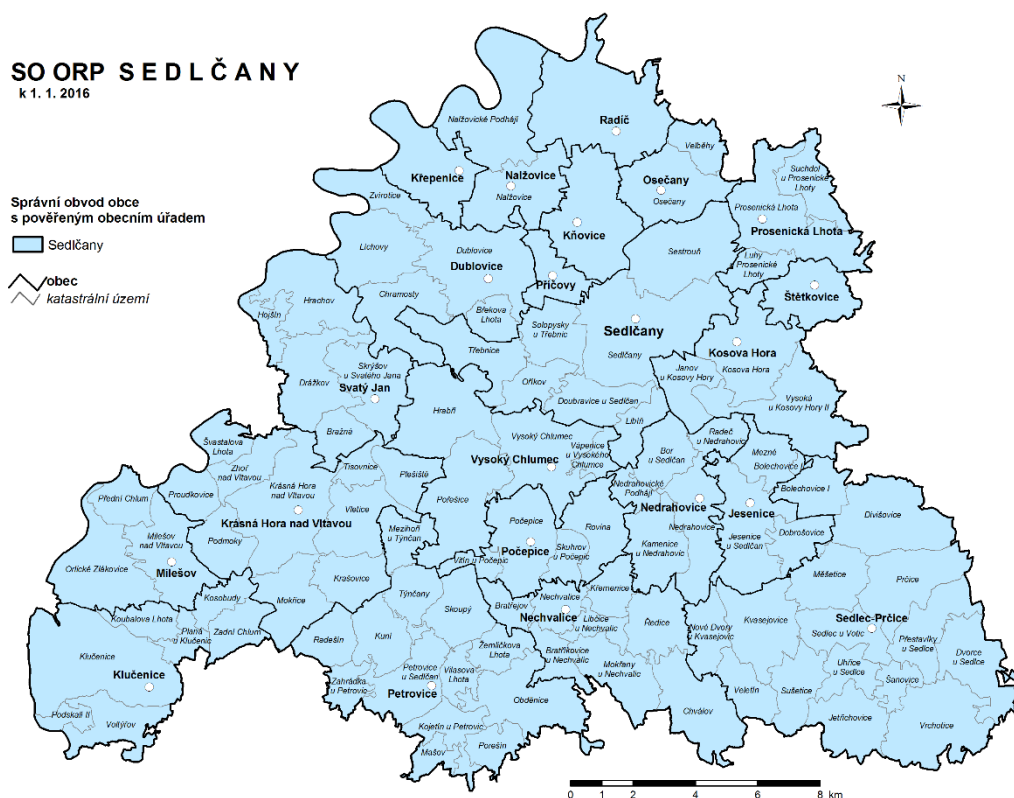 SO ORP SEDLČANY
k 1. 1. 2016
N
Správní obvod obce
s pověřeným obecním úřadem
Sedlčany
obec
katastrální území
Nalžovické Podhájí
Radíč
Velběhy
Suchdol
u Prosenické
Lhoty
Křepenice
Nalžovice
Nalžovice
Osečany
Osečany
Zvírotice
Prosenická Lhota
Prosenická Lhota
Kňovice
Líchovy
Dublovice
Dublovice
Sestrouň
Luhy
u Prosenické
Lhoty
Příčovy
Štětkovice
Chramosty
Hrachov
Hojšín
Břekova
Lhota
Solopysky
u Třebnic
Sedlčany
Sedlčany
Třebnice
Kosova Hora
Kosova Hora
Janov
u Kosovy Hory
Skrýšov
u Svatého Jana
Drážkov
Svatý Jan
Oříkov
Doubravice u Sedlčan
Vysoká
u Kosovy Hory II
Hrabří
Libíň
Bražná
Švastalova
Lhota
Vysoký Chlumec
Vápenice
u Vysokého
Chlumce
Vysoký Chlumec
Radeč
u Nedrahovic
Bor
u Sedlčan
Mezné
Bolechovice II
Bolechovice I
Zhoř
nad Vltavou
Tisovnice
Plešiště
Přední Chlum
Proudkovice
Krásná Hora
nad Vltavou
Krásná Hora nad Vltavou
Vletice
Pořešice
Nedrahovické
Podhájí
Nedrahovice
Nedrahovice
Jesenice
Divišovice
Milešov
nad Vltavou
Podmoky
Mezihoří
u Týnčan
Počepice
Počepice
Rovina
Kamenice
u Nedrahovic
Jesenice
u Sedlčan
Dobrošovice
Orlické Zlákovice
Milešov
Vitín u Počepic
Skuhrov
u Počepic
Krašovice
Měšetice
Prčice
Kosobudy
Koubalova Lhota
Mokřice
Týnčany
Skoupý
Bratřejov
Nechvalice
Nechvalice
Křemenice
Libčice
u Nechvalic
Planá
u Klučenic
Zadní Chlum
Radešín
Kuní
Ředice
Nové Dvory
u Kvasejovic
Kvasejovice
Sedlec-Prčice
Sedlec u Votic
Přestavlky
u Sedlce
Dvorce
u Sedlce
Klučenice
Klučenice
Žemličkova
Lhota
Bratříkovice
u Nechvalic
Mokřany
u Nechvalic
Petrovice
u Sedlčan
Petrovice
Vilasova
Lhota
Zahrádka
u Petrovic
Uhřice
u Sedlce
Šanovice
Obděnice
Veletín
Sušetice
Podskalí II
Voltýřov
Kojetín u Petrovic
Chválov
Jetřichovice
Vrchotice
Mašov
Porešín
0 1 2 4 6 8 km